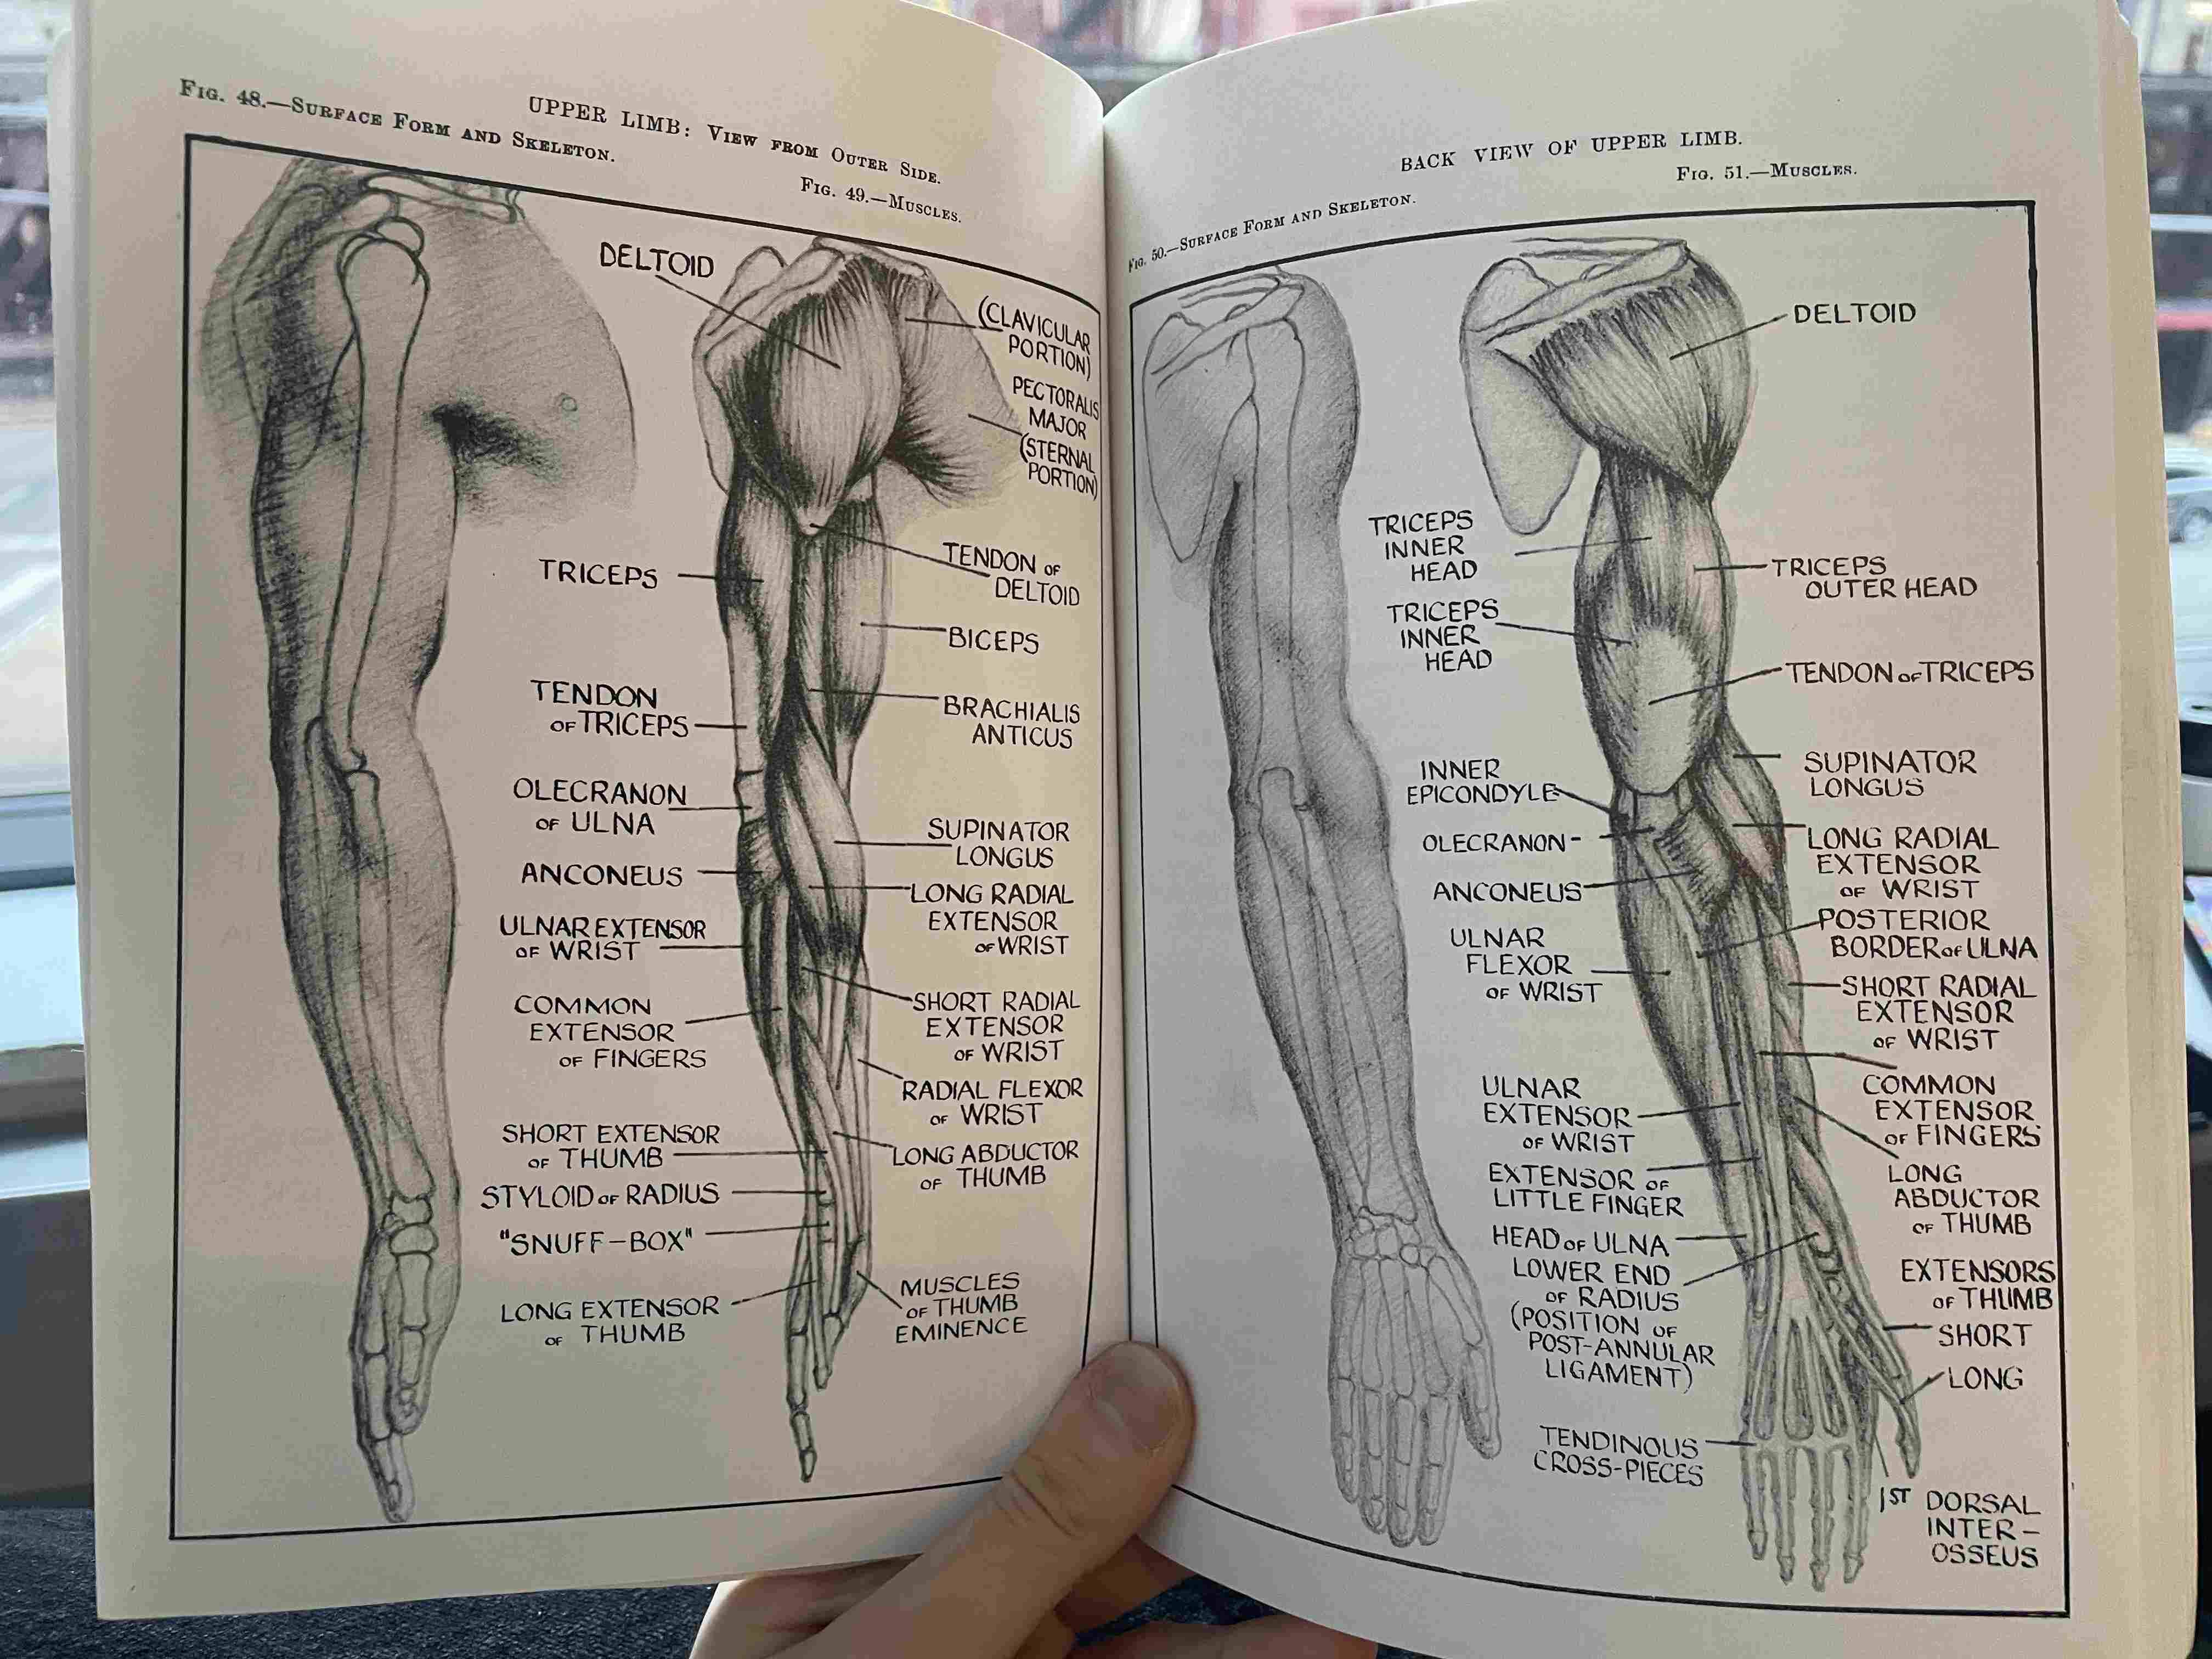 UPPER LIMB: VIEW FROM OUTER SIDE.
FIG. 48.—SURFACE FORM AND SKELETON.
FIG. 49.—MUSCLES.
DELTOID
(CLAVICULAR
PORTION)
PECTORALIS
MAJOR
(STERNAL
PORTION)
TRICEPS
TENDON OF
DELTOID
BICEPS
TENDON
OF TRICEPS
BRACHIALIS
ANTICUS
OLECRANON
OF ULNA
SUPINATOR
LONGUS
ANCONEUS
LONG RADIAL
EXTENSOR
OF WRIST
ULNAR EXTENSOR
OF WRIST
COMMON
EXTENSOR
OF FINGERS
SHORT RADIAL
EXTENSOR
OF WRIST
RADIAL FLEXOR
OF WRIST
SHORT EXTENSOR
OF THUMB
LONG ABDUCTOR
OF THUMB
STYLOID OF RADIUS
"SNUFF-BOX"
LONG EXTENSOR
OF THUMB
MUSCLES
OF THUMB
EMINENCE
BACK VIEW OF UPPER LIMB.
FIG. 50.—SURFACE FORM AND SKELETON.
FIG. 51.—MUSCLES.
DELTOID
TRICEPS
INNER
HEAD
TRICEPS
OUTER HEAD
TRICEPS
INNER
HEAD
TENDON OF TRICEPS
INNER
EPICONDYLE
SUPINATOR
LONGUS
OLECRANON
LONG RADIAL
EXTENSOR
OF WRIST
ANCONEUS
POSTERIOR
BORDER OF ULNA
ULNAR
FLEXOR
OF WRIST
SHORT RADIAL
EXTENSOR
OF WRIST
ULNAR
EXTENSOR
OF WRIST
COMMON
EXTENSOR
OF FINGERS
EXTENSOR OF
LITTLE FINGER
LONG
ABDUCTOR
OF THUMB
HEAD OF ULNA
LOWER END
OF RADIUS
(POSITION OF
POST-ANNULAR
LIGAMENT)
EXTENSORS
OF THUMB
SHORT
LONG
TENDINOUS
CROSS-PIECES
1ST DORSAL
INTER-
OSSEUS